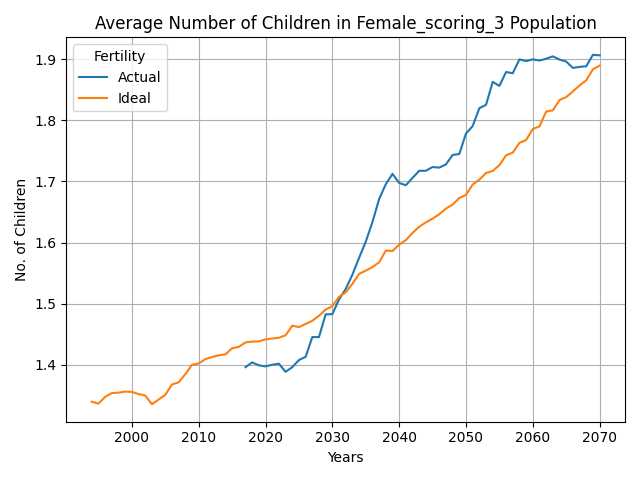 Average Number of Children in Female_scoring_3 Population
Fertility
Actual
Ideal
No. of Children
1.9
1.8
1.7
1.6
1.5
1.4
2000 2010 2020 2030 2040 2050 2060 2070
Years